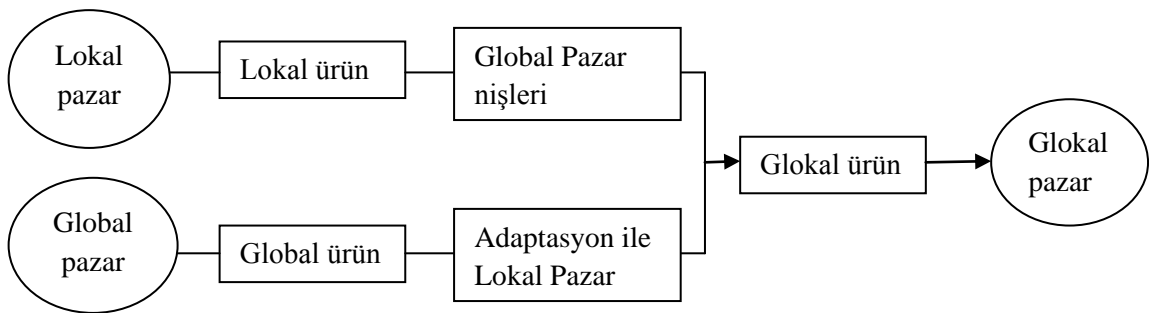 Lokal
pazar
Lokal ürün
Global Pazar
nişleri
Global
pazar
Global ürün
Adaptasyon ile
Lokal Pazar
Glokal ürün
Glokal
pazar